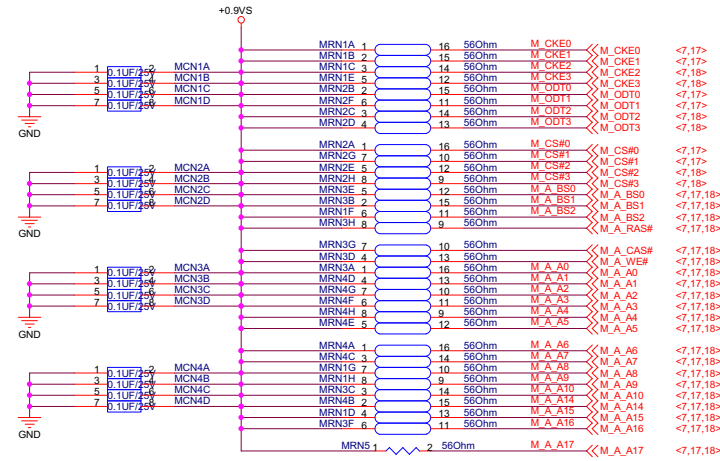 +0.9VS
MRN1A 1 16 56Ohm M_CKE0 M_CKE0 <7,17>
MRN1B 2 15 56Ohm M_CKE1 M_CKE1 <7,17>
MRN1C 3 14 56Ohm M_CKE2 M_CKE2 <7,18>
MRN1E 5 12 56Ohm M_CKE3 M_CKE3 <7,18>
MRN2B 2 15 56Ohm M_ODT0 M_ODT0 <7,17>
MRN2F 6 11 56Ohm M_ODT1 M_ODT1 <7,17>
MRN2C 3 14 56Ohm M_ODT2 M_ODT2 <7,18>
MRN2D 4 13 56Ohm M_ODT3 M_ODT3 <7,18>
1 0.1UF/25V 2 MCN1A
3 0.1UF/25V 4 MCN1B
5 0.1UF/25V 6 MCN1C
7 0.1UF/25V 8 MCN1D
GND
MRN2A 1 16 56Ohm M_CS#0 M_CS#0 <7,17>
MRN2G 7 10 56Ohm M_CS#1 M_CS#1 <7,17>
MRN2E 5 12 56Ohm M_CS#2 M_CS#2 <7,18>
MRN2H 8 9 56Ohm M_CS#3 M_CS#3 <7,18>
MRN3E 5 12 56Ohm M_A_BS0 M_A_BS0 <7,17,18>
MRN3B 2 15 56Ohm M_A_BS1 M_A_BS1 <7,17,18>
MRN1F 6 11 56Ohm M_A_BS2 M_A_BS2 <7,17,18>
MRN3H 8 9 56Ohm M_A_RAS# <7,17,18>
1 0.1UF/25V 2 MCN2A
3 0.1UF/25V 4 MCN2B
5 0.1UF/25V 6 MCN2C
7 0.1UF/25V 8 MCN2D
GND
MRN3G 7 10 56Ohm M_A_CAS# <7,17,18>
MRN3D 4 13 56Ohm M_A_WE# <7,17,18>
MRN3A 1 16 56Ohm M_A_A0 M_A_A0 <7,17,18>
MRN4D 4 13 56Ohm M_A_A1 M_A_A1 <7,17,18>
MRN4G 7 10 56Ohm M_A_A2 M_A_A2 <7,17,18>
MRN4F 6 11 56Ohm M_A_A3 M_A_A3 <7,17,18>
MRN4H 8 9 56Ohm M_A_A4 M_A_A4 <7,17,18>
MRN4E 5 12 56Ohm M_A_A5 M_A_A5 <7,17,18>
1 0.1UF/25V 2 MCN3A
3 0.1UF/25V 4 MCN3B
5 0.1UF/25V 6 MCN3C
7 0.1UF/25V 8 MCN3D
GND
MRN4A 1 16 56Ohm M_A_A6 M_A_A6 <7,17,18>
MRN4C 3 14 56Ohm M_A_A7 M_A_A7 <7,17,18>
MRN1G 7 10 56Ohm M_A_A8 M_A_A8 <7,17,18>
MRN1H 8 9 56Ohm M_A_A9 M_A_A9 <7,17,18>
MRN3C 3 14 56Ohm M_A_A10 M_A_A10 <7,17,18>
MRN4B 2 15 56Ohm M_A_A14 M_A_A14 <7,17,18>
MRN1D 4 13 56Ohm M_A_A15 M_A_A15 <7,17,18>
MRN3F 6 11 56Ohm M_A_A16 M_A_A16 <7,17,18>
1 0.1UF/25V 2 MCN4A
3 0.1UF/25V 4 MCN4B
5 0.1UF/25V 6 MCN4C
7 0.1UF/25V 8 MCN4D
GND
MRN5 1 2 56Ohm M_A_A17 M_A_A17 <7,17,18>